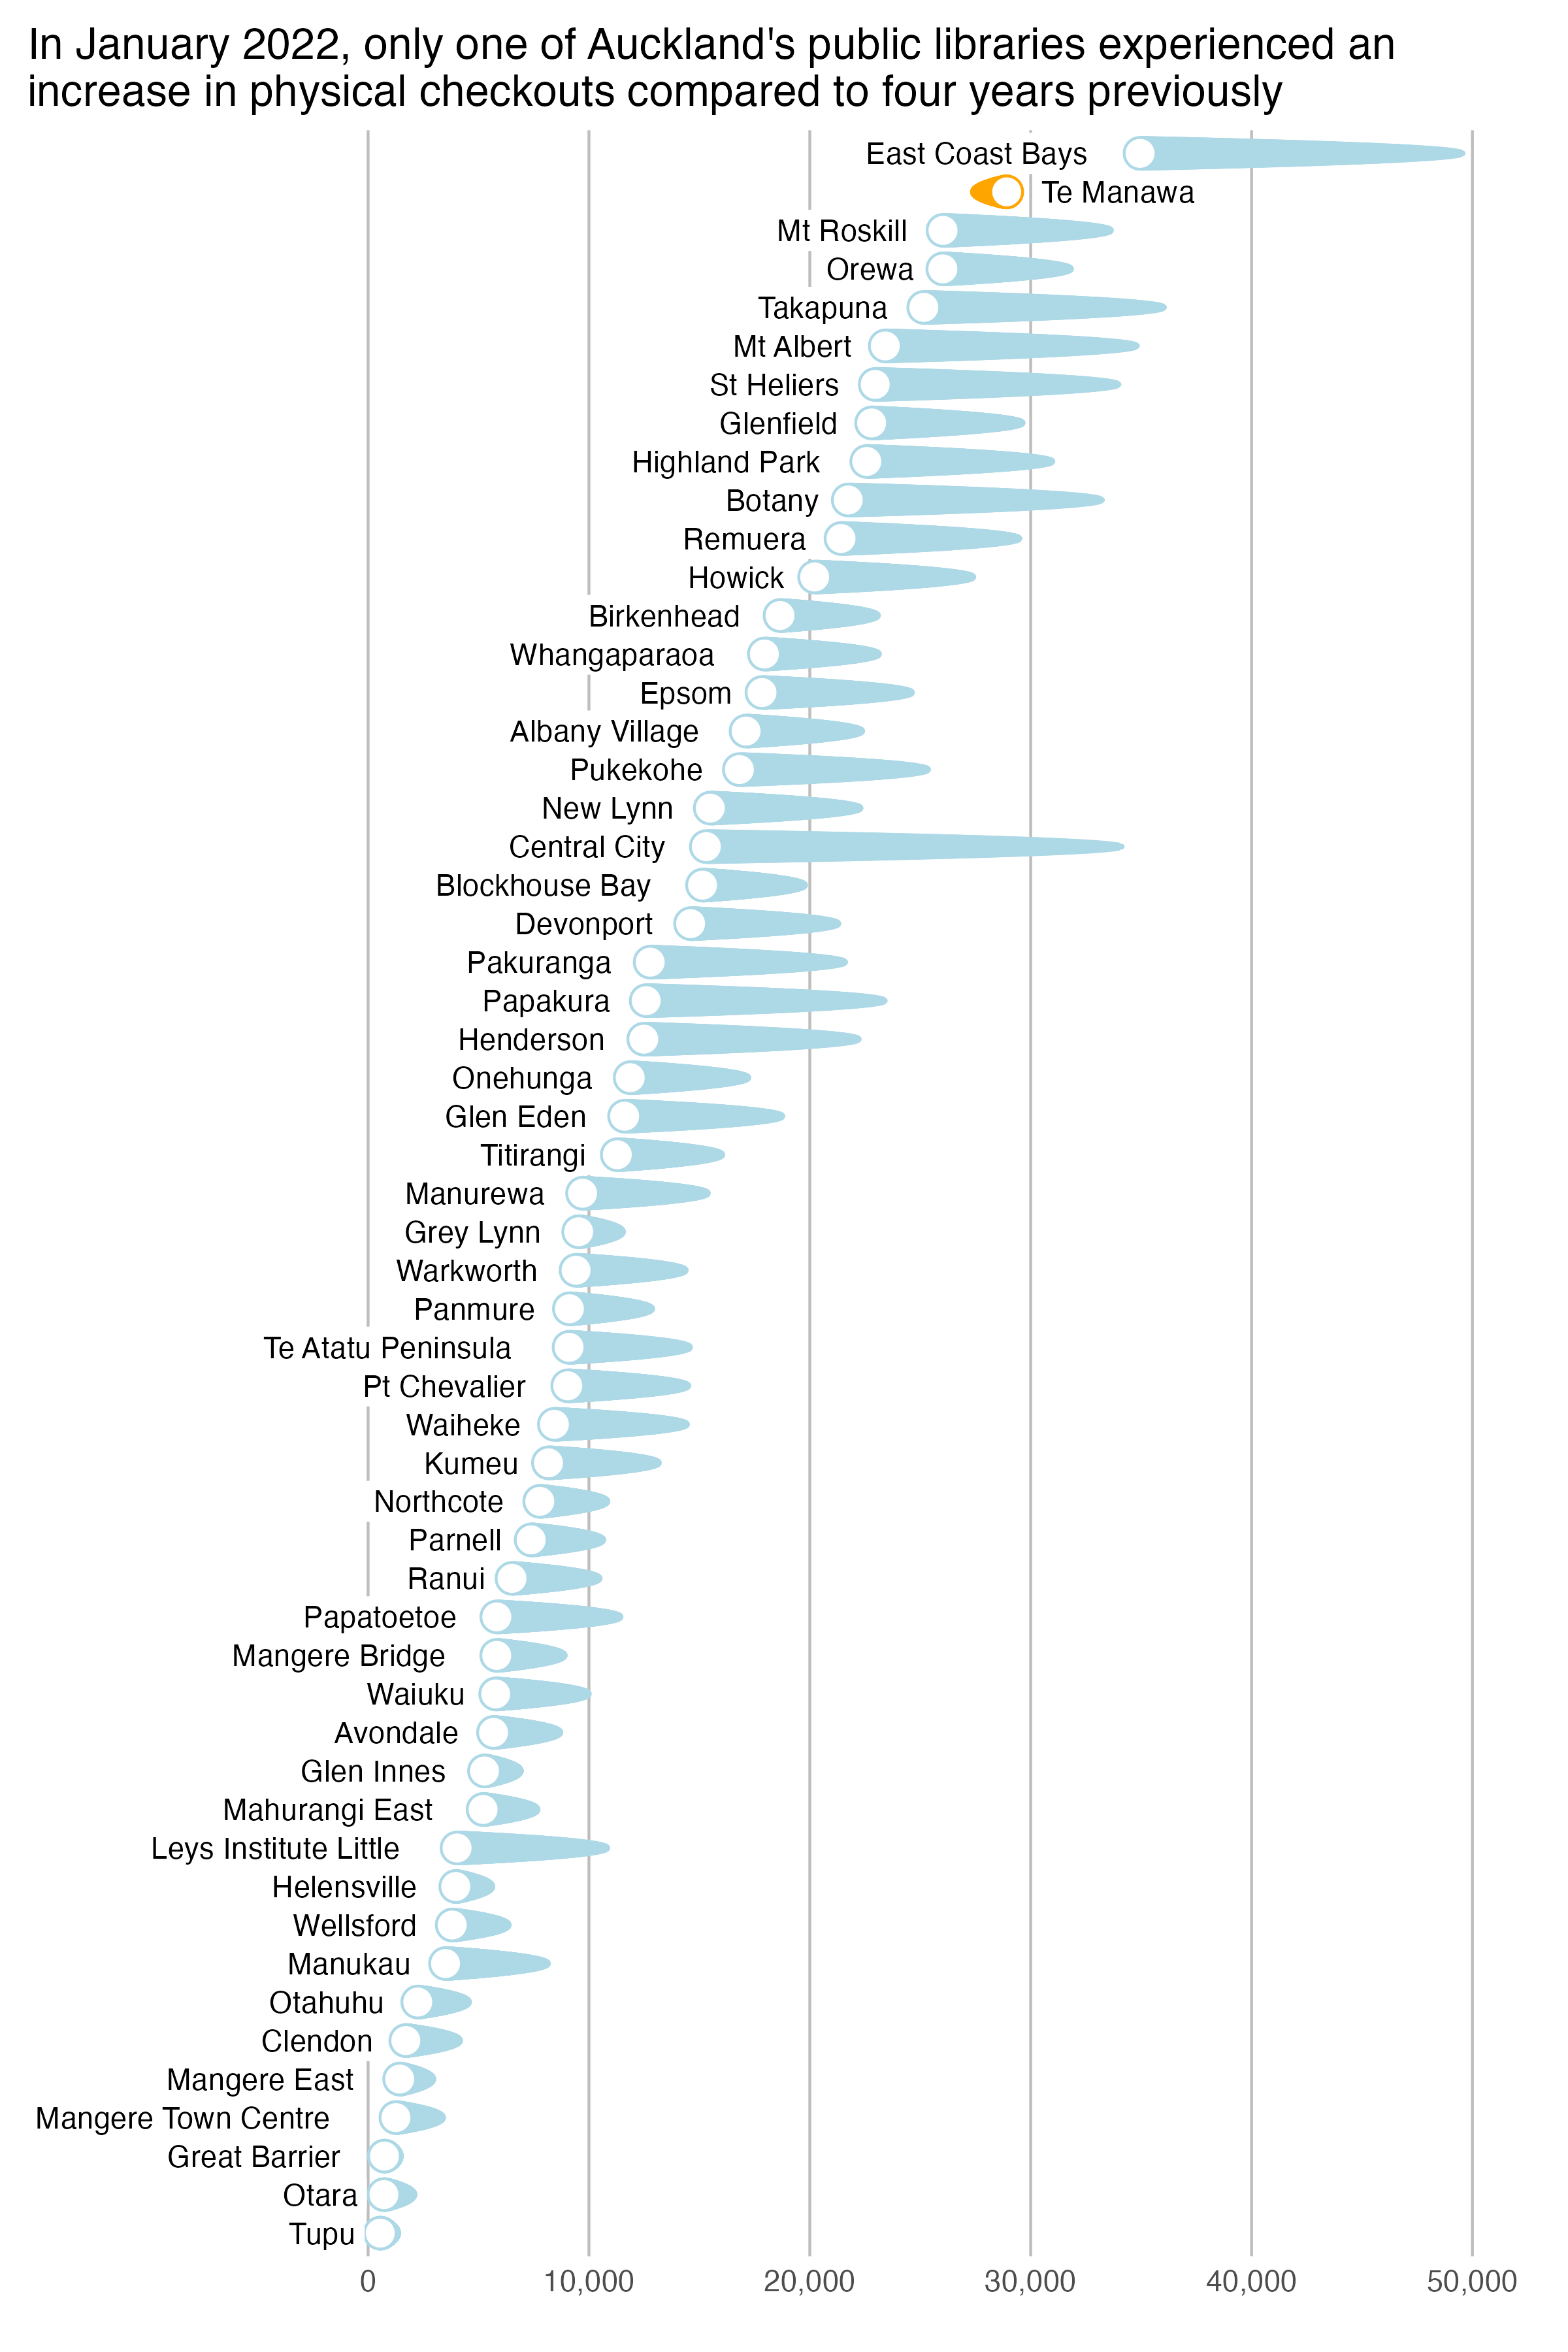 In January 2022, only one of Auckland's public libraries experienced an
increase in physical checkouts compared to four years previously
East Coast Bays
Te Manawa
Mt Roskill
Orewa
Takapuna
Mt Albert
St Heliers
Glenfield
Highland Park
Botany
Remuera
Howick
Birkenhead
Whangaparaoa
Epsom
Albany Village
Pukekohe
New Lynn
Central City
Blockhouse Bay
Devonport
Pakuranga
Papakura
Henderson
Onehunga
Glen Eden
Titirangi
Manurewa
Grey Lynn
Warkworth
Panmure
Te Atatu Peninsula
Pt Chevalier
Waiheke
Kumeu
Northcote
Parnell
Ranui
Papatoetoe
Mangere Bridge
Waiuku
Avondale
Glen Innes
Mahurangi East
Leys Institute Little
Helensville
Wellsford
Manukau
Otahuhu
Clendon
Mangere East
Mangere Town Centre
Great Barrier
Otara
Tupu
0 10,000 20,000 30,000 40,000 50,000